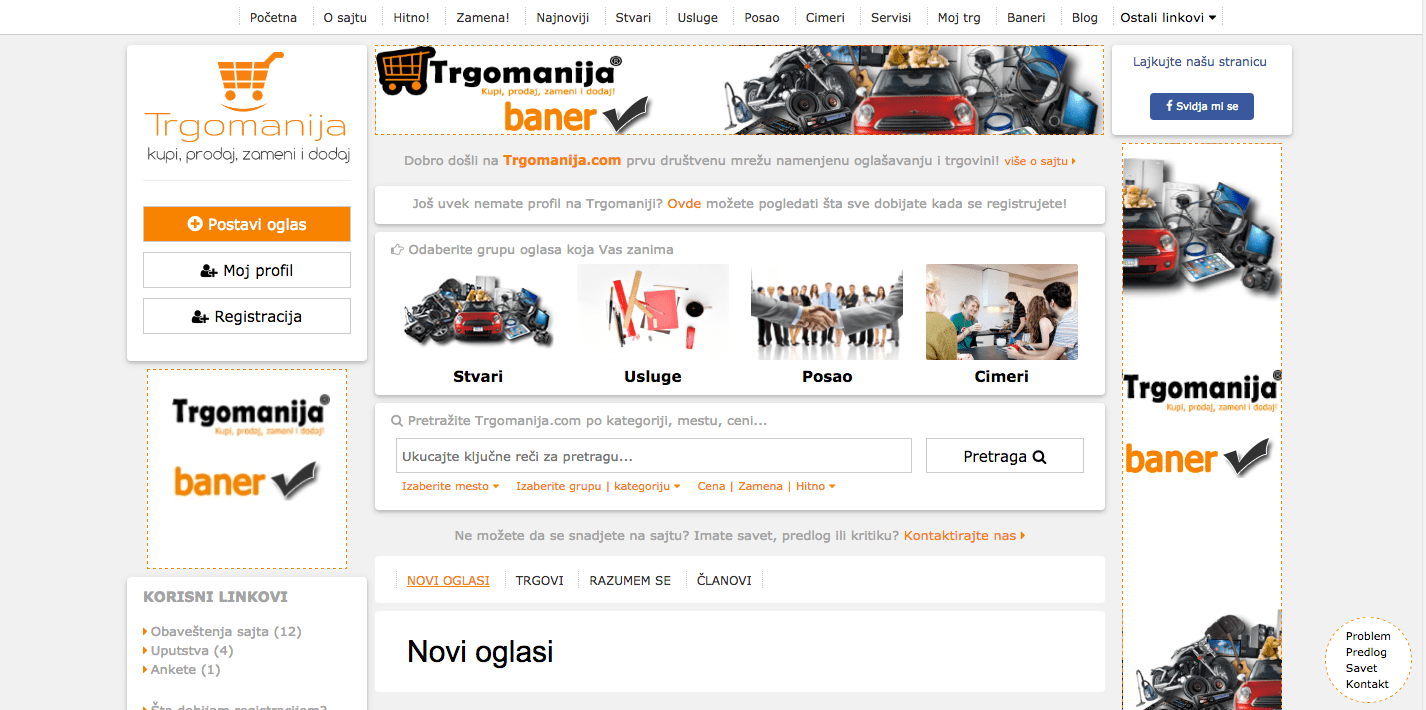 Početna
O sajtu
Hitno!
Zamena!
Najnoviji
Stvari
Usluge
Posao
Cimeri
Servisi
Moj trg
Baneri
Blog
Ostali linkovi
Trgomanija
kupi, prodaj, zameni i dodaj
Postavi oglas
Moj profil
Registracija
Trgomanija®
Kupi, prodaj, zameni i dodaj!
baner
KORISNI LINKOVI
Obaveštenja sajta (12)
Uputstva (4)
Ankete (1)
Šta dobijam registracijom?
Trgomanija®
Kupi, prodaj, zameni i dodaj!
baner
Dobro došli na Trgomanija.com prvu društvenu mrežu namenjenu oglašavanju i trgovini! više o sajtu
Još uvek nemate profil na Trgomaniji? Ovde možete pogledati šta sve dobijate kada se registrujete!
Odaberite grupu oglasa koja Vas zanima
Stvari
Usluge
Posao
Cimeri
Pretražite Trgomanija.com po kategoriji, mestu, ceni...
Ukucajte ključne reči za pretragu...
Pretraga
Izaberite mesto
Izaberite grupu | kategoriju
Cena | Zamena | Hitno
Ne možete da se snadjete na sajtu? Imate savet, predlog ili kritiku? Kontaktirajte nas
NOVI OGLASI
TRGOVI
RAZUMEM SE
ČLANOVI
Novi oglasi
Lajkujte našu stranicu
f Svidja mi se
Trgomanija®
Kupi, prodaj, zameni i dodaj!
baner
Problem
Predlog
Savet
Kontakt